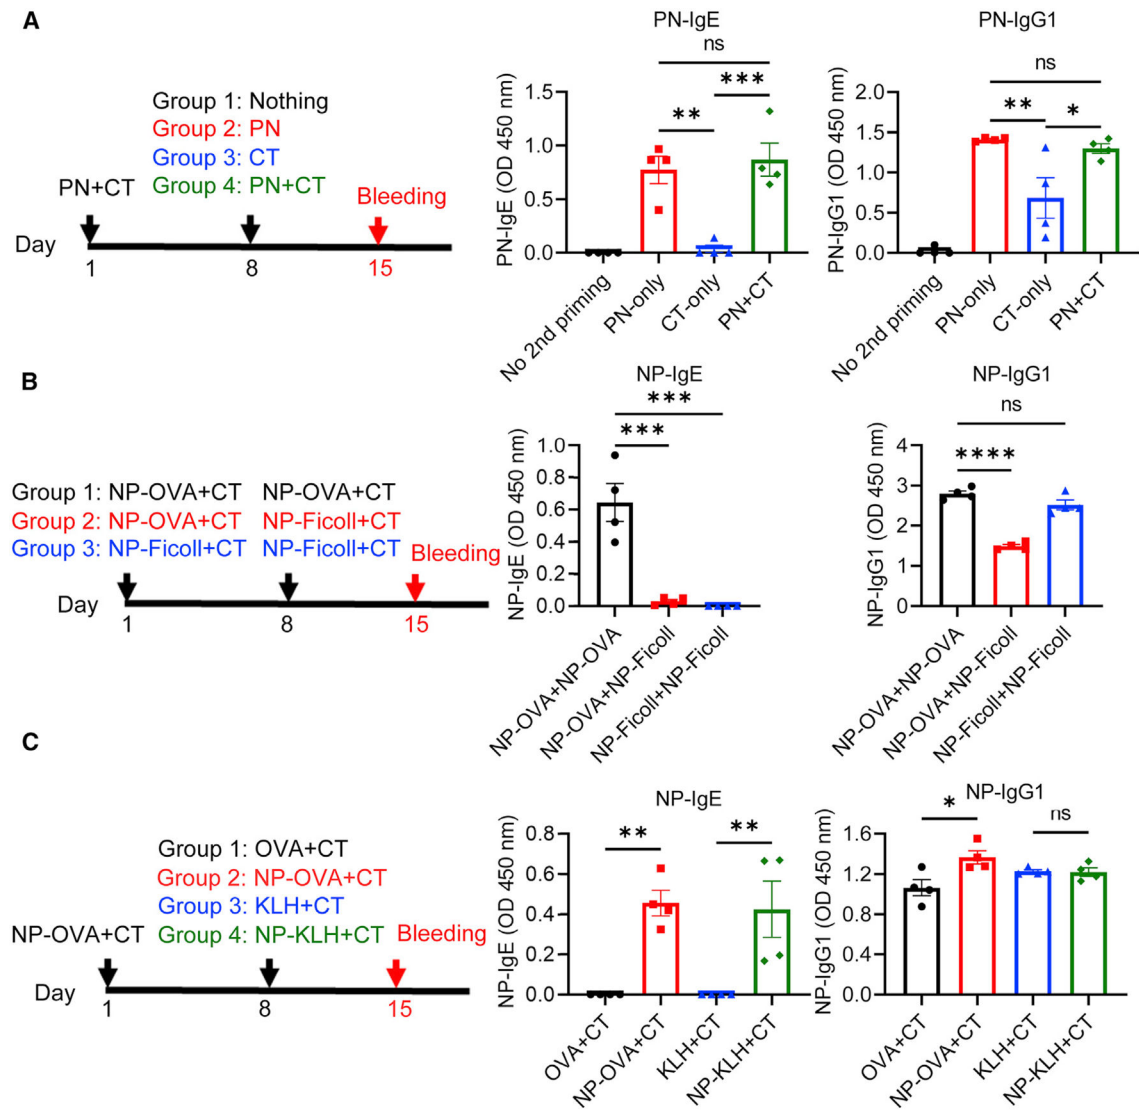 A
Group 1: Nothing
Group 2: PN
Group 3: CT
Group 4: PN+CT
PN+CT
Bleeding
Day
1
8
15
PN-IgE
ns
***
**
PN-IgE (OD 450 nm)
1.5
1.0
0.5
0.0
No 2nd priming
PN-only
CT-only
PN+CT
PN-IgG1
ns
**
*
PN-IgG1 (OD 450 nm)
2.0
1.5
1.0
0.5
0.0
No 2nd priming
PN-only
CT-only
PN+CT
B
Group 1: NP-OVA+CT NP-OVA+CT
Group 2: NP-OVA+CT NP-Ficoll+CT
Group 3: NP-Ficoll+CT NP-Ficoll+CT
Bleeding
Day
1
8
15
NP-IgE
***
***
NP-IgE (OD 450 nm)
1.0
0.8
0.6
0.4
0.2
0.0
NP-OVA+NP-OVA
NP-OVA+NP-Ficoll
NP-Ficoll+NP-Ficoll
NP-IgG1
ns
****
NP-IgG1 (OD 450 nm)
4
3
2
1
0
NP-OVA+NP-OVA
NP-OVA+NP-Ficoll
NP-Ficoll+NP-Ficoll
C
Group 1: OVA+CT
Group 2: NP-OVA+CT
Group 3: KLH+CT
Group 4: NP-KLH+CT
NP-OVA+CT
Bleeding
Day
1
8
15
NP-IgE
**
**
NP-IgE (OD 450 nm)
0.8
0.6
0.4
0.2
0.0
OVA+CT
NP-OVA+CT
KLH+CT
NP-KLH+CT
NP-IgG1
*
ns
NP-IgG1 (OD 450 nm)
1.6
1.2
0.8
0.4
0.0
OVA+CT
NP-OVA+CT
KLH+CT
NP-KLH+CT